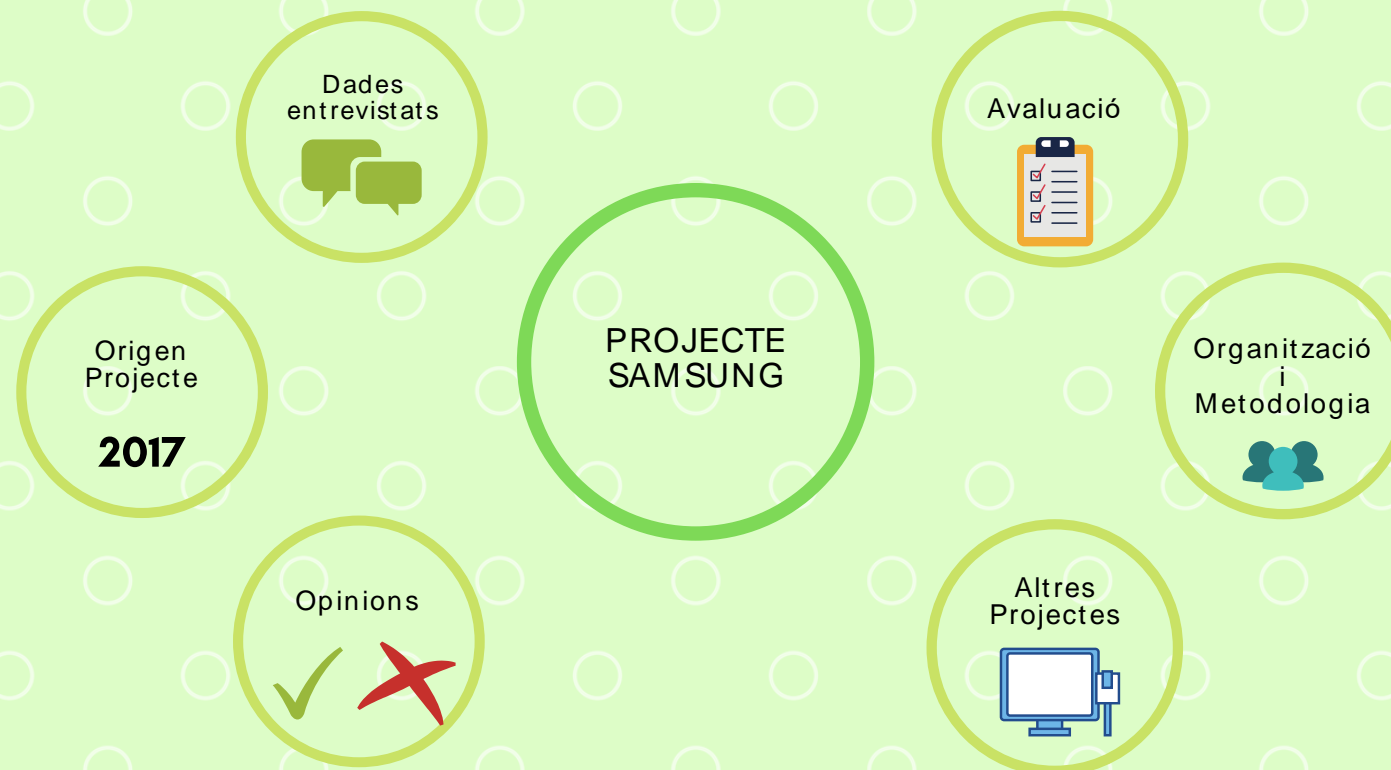 Dades
entrevistats
Avaluació
Origen
Projecte
2017
PROJECTE
SAMSUNG
Organització
i
Metodologia
Opinions
Altres
Projectes